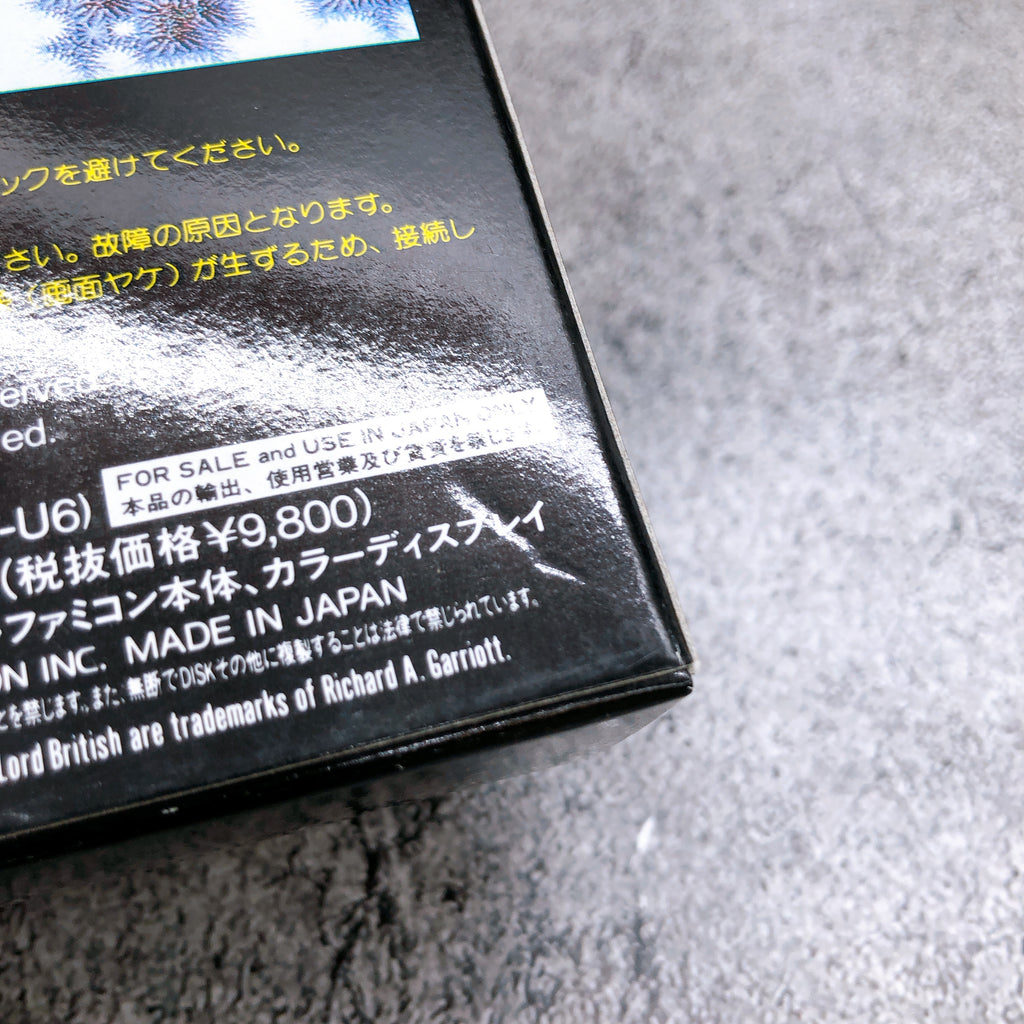 ックを避けてください。
さい。故障の原因となります。
(画面ヤケ)が生ずるため、接続し
erved
ed.
FOR SALE and USE IN JAPAN ONLY
本品の輸出、使用営業及び賃貸を禁じます。
-U6)
(税抜価格¥9,800)
ファミコン本体、カラーディスプレイ
ON INC. MADE IN JAPAN
とを禁じます。また、無断でDISKその他に複製することは法律で禁じられています。
Lord British are trademarks of Richard A. Garriott.